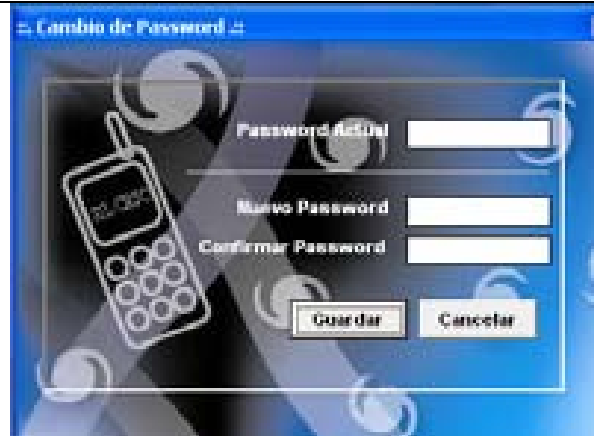 :. Cambio de Password .:
Password Actual
Nuevo Password
Confirmar Password
Guardar Cancelar